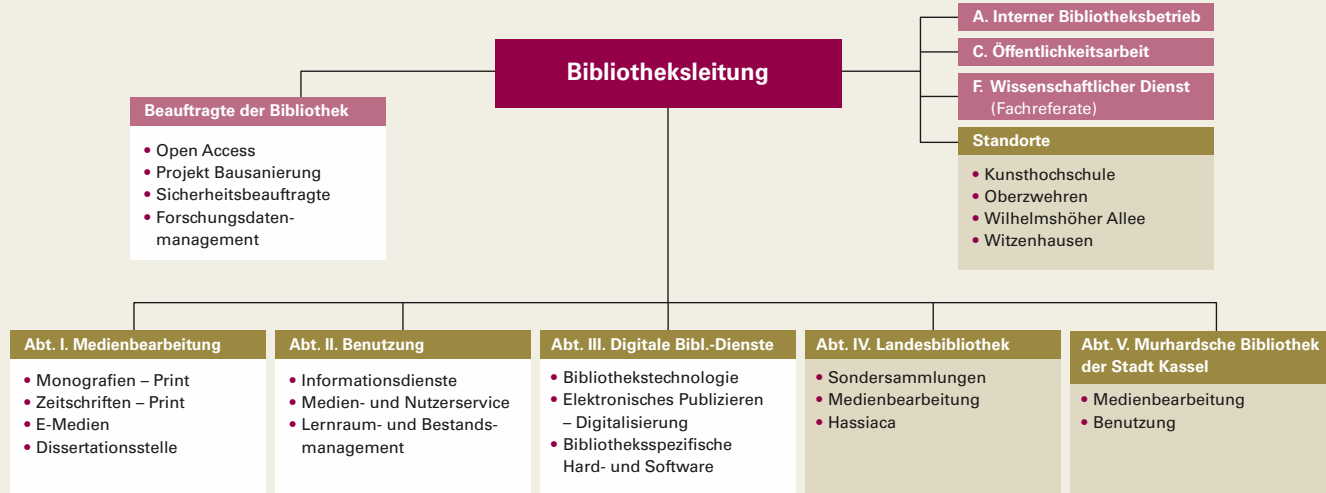 Bibliotheksleitung
A. Interner Bibliotheksbetrieb
C. Öffentlichkeitsarbeit
F. Wissenschaftlicher Dienst
(Fachreferate)
Standorte
• Kunsthochschule
• Oberzwehren
• Wilhelmshöher Allee
• Witzenhausen
Beauftragte der Bibliothek
• Open Access
• Projekt Bausanierung
• Sicherheitsbeauftragte
• Forschungsdaten-
management
Abt. I. Medienbearbeitung
• Monografien – Print
• Zeitschriften – Print
• E-Medien
• Dissertationsstelle
Abt. II. Benutzung
• Informationsdienste
• Medien- und Nutzerservice
• Lernraum- und Bestands-
management
Abt. III. Digitale Bibl.-Dienste
• Bibliothekstechnologie
• Elektronisches Publizieren
– Digitalisierung
• Bibliotheksspezifische
Hard- und Software
Abt. IV. Landesbibliothek
• Sondersammlungen
• Medienbearbeitung
• Hassiaca
Abt. V. Murhardsche Bibliothek
der Stadt Kassel
• Medienbearbeitung
• Benutzung